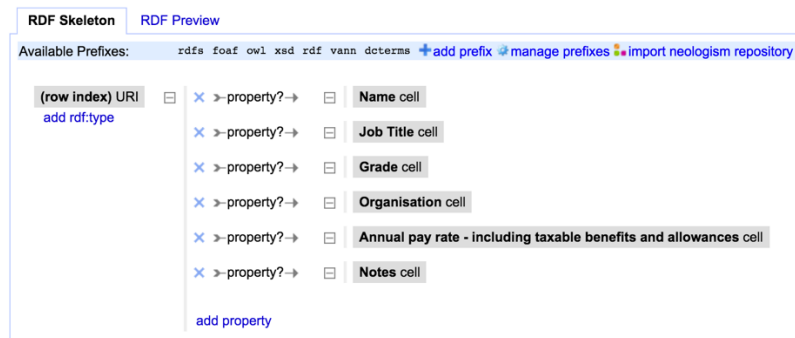 RDF Skeleton RDF Preview
Available Prefixes: rdfs foaf owl xsd rdf vann dcterms add prefix manage prefixes import neologism repository
(row index) URI property? Name cell
add rdf:type
property? Job Title cell
property? Grade cell
property? Organisation cell
property? Annual pay rate - including taxable benefits and allowances cell
property? Notes cell
add property